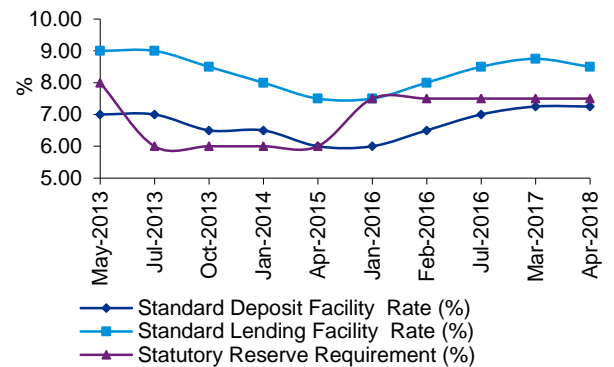 10.00
9.00
8.00
7.00
6.00
5.00
%
May-2013
Jul-2013
Oct-2013
Jan-2014
Apr-2015
Jan-2016
Feb-2016
Jul-2016
Mar-2017
Apr-2018
Standard Deposit Facility Rate (%)
Standard Lending Facility Rate (%)
Statutory Reserve Requirement (%)